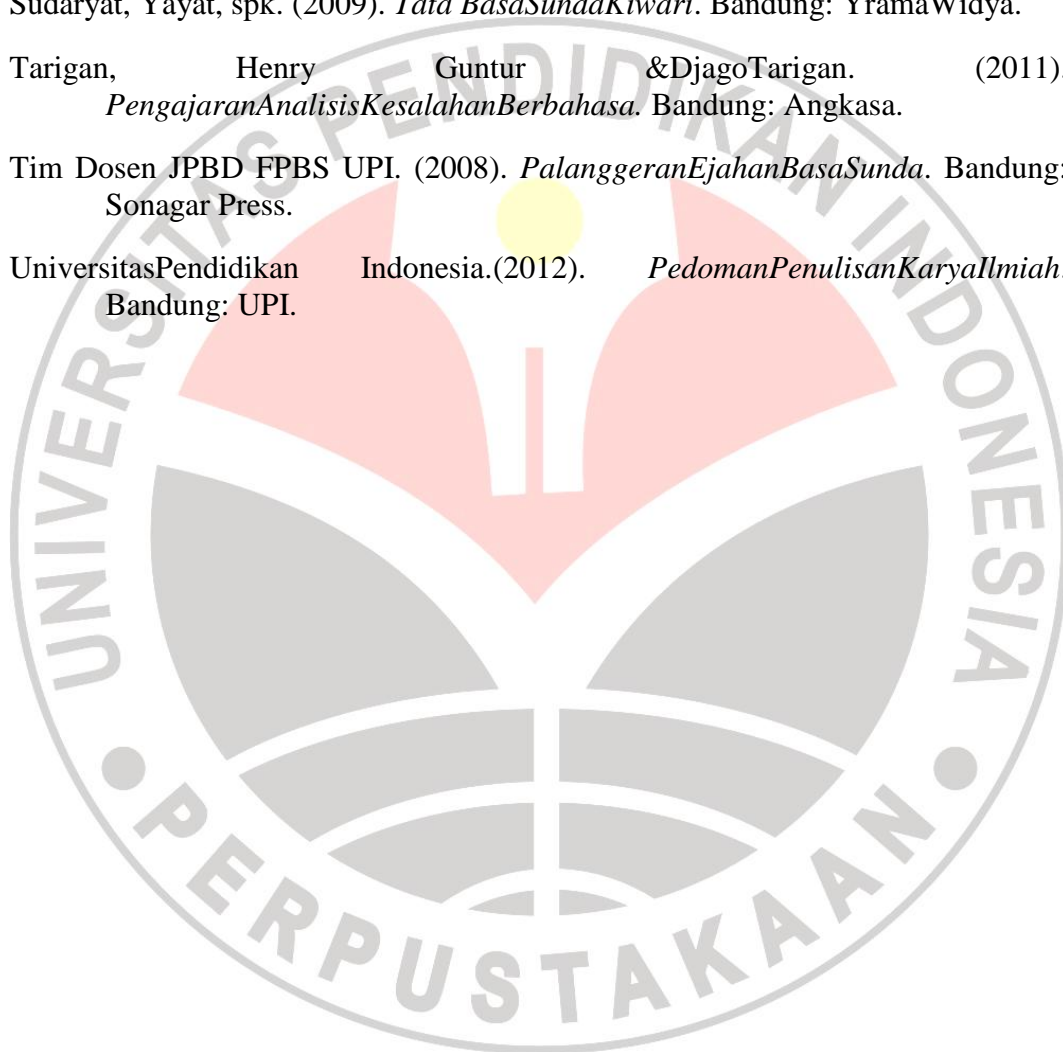 Sudaryat, Yayat, spk. (2009). Tata BasaSundaKiwari. Bandung: YramaWidya.
Tarigan, Henry Guntur &DjagoTarigan. (2011).
PengajaranAnalisisKesalahanBerbahasa. Bandung: Angkasa.
Tim Dosen JPBD FPBS UPI. (2008). PalanggeranEjahanBasaSunda. Bandung:
Sonagar Press.
UniversitasPendidikan Indonesia.(2012). PedomanPenulisanKaryaIlmiah.
Bandung: UPI.
UNIVERSITAS PENDIDIKAN INDONESIA
PERPUSTAKAAN